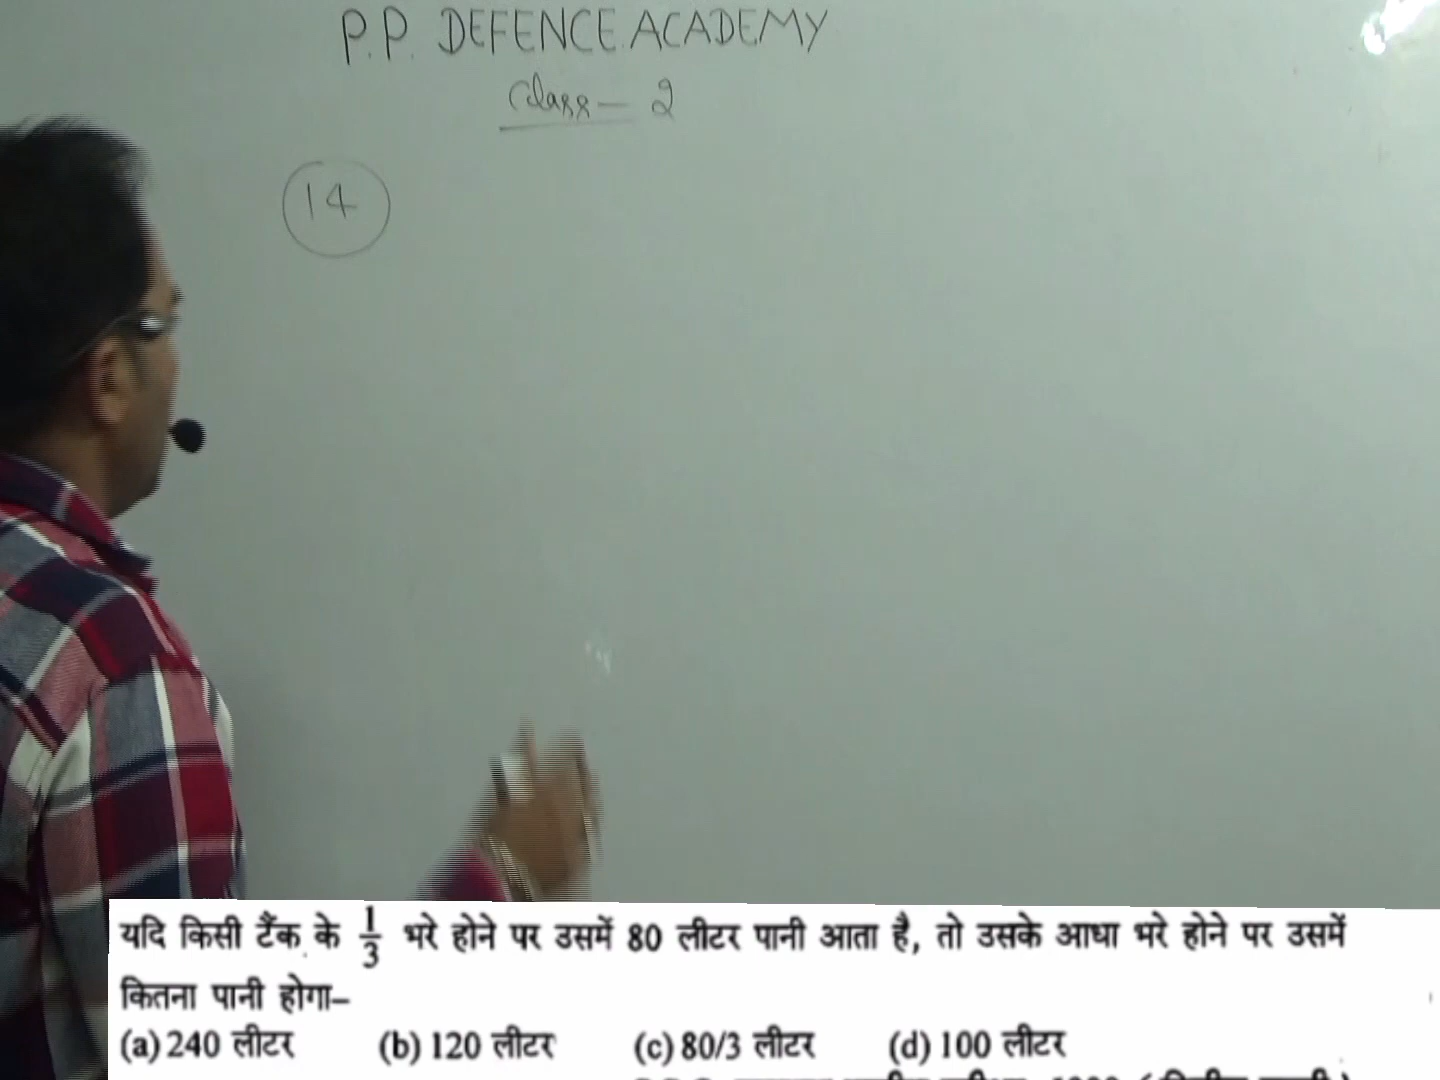 P.P. DEFENCE ACADEMY
Class - 2
14
यदि किसी टैंक के 1/3 भरे होने पर उसमें 80 लीटर पानी आता है, तो उसके आधा भरे होने पर उसमें
कितना पानी होगा–
(a) 240 लीटर (b) 120 लीटर (c) 80/3 लीटर (d) 100 लीटर